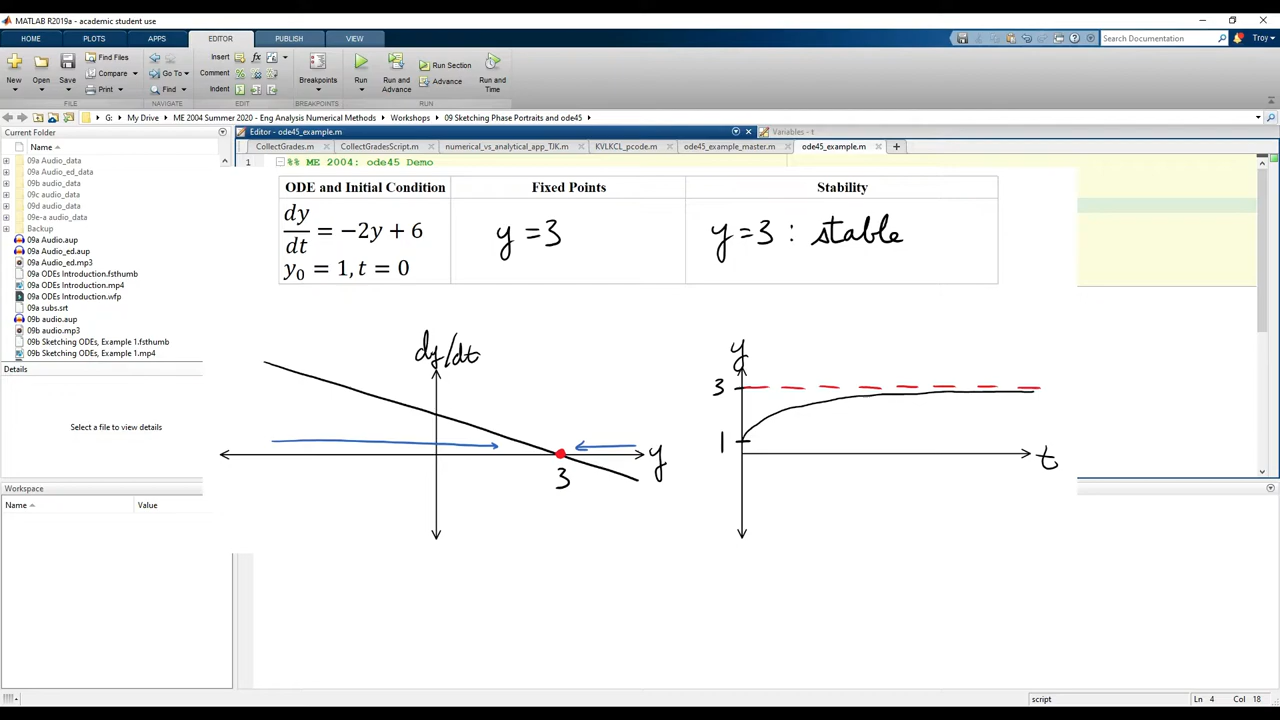 MATLAB R2019a - academic student use
HOME PLOTS APPS EDITOR PUBLISH VIEW
Search Documentation
Troy
New Open Save Find Files Compare Print Go To Find Insert Comment Indent Breakpoints Run Run and Advance Run Section Advance Run and Time
FILE NAVIGATE EDIT BREAKPOINTS RUN
G: My Drive ME 2004 Summer 2020 - Eng Analysis Numerical Methods Workshops 09 Sketching Phase Portraits and ode45
Current Folder
Name
09a Audio_data
09a Audio_ed_data
09b data
09c data
09d data
09e-a data
Backup
09a Audio.aup
09a Audio_ed.aup
09a Audio_ed.mp3
09a ODEs Introduction.fsthumb
09a ODEs Introduction.mp4
09a ODEs Introduction.wfp
09a subs.srt
09b audio.aup
09b audio.mp3
09b Sketching ODEs, Example 1.fsthumb
09b Sketching ODEs, Example 1.mp4
Details
Select a file to view details
Workspace
Name Value
Editor - ode45_example.m
Variables - t
CollectGrades.m CollectGradesScript.m numerical_vs_analytical_app_TJK.m KVLKCL_pcode.m ode45_example_master.m ode45_example.m
1 %% ME 2004: ode45 Demo
ODE and Initial Condition Fixed Points Stability
dy/dt = −2y + 6
y₀ = 1, t = 0
y = 3
y = 3 : stable
dy/dt
y
3
y
3
1
t
script Ln 4 Col 18